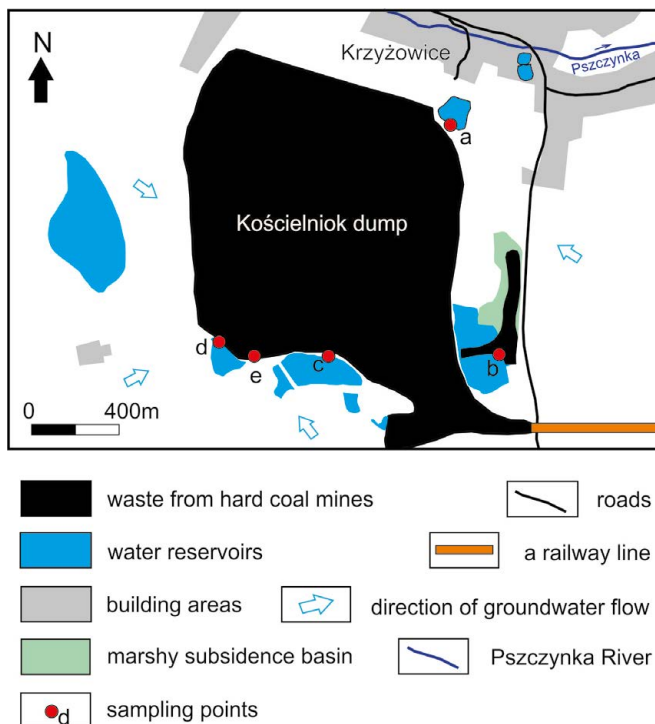 N
Krzyżowice
Pszczynka
a
Kościelniok dump
d
e
c
b
0 400m
waste from hard coal mines
roads
water reservoirs
a railway line
building areas
direction of groundwater flow
marshy subsidence basin
Pszczynka River
d
sampling points